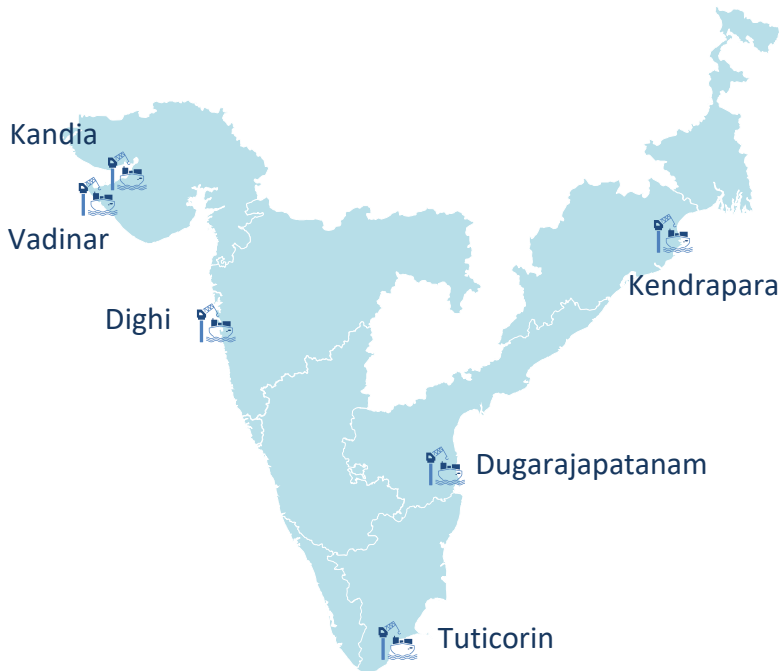 Kandia
Vadinar
Kendrapara
Dighi
Dugarajapatanam
Tuticorin